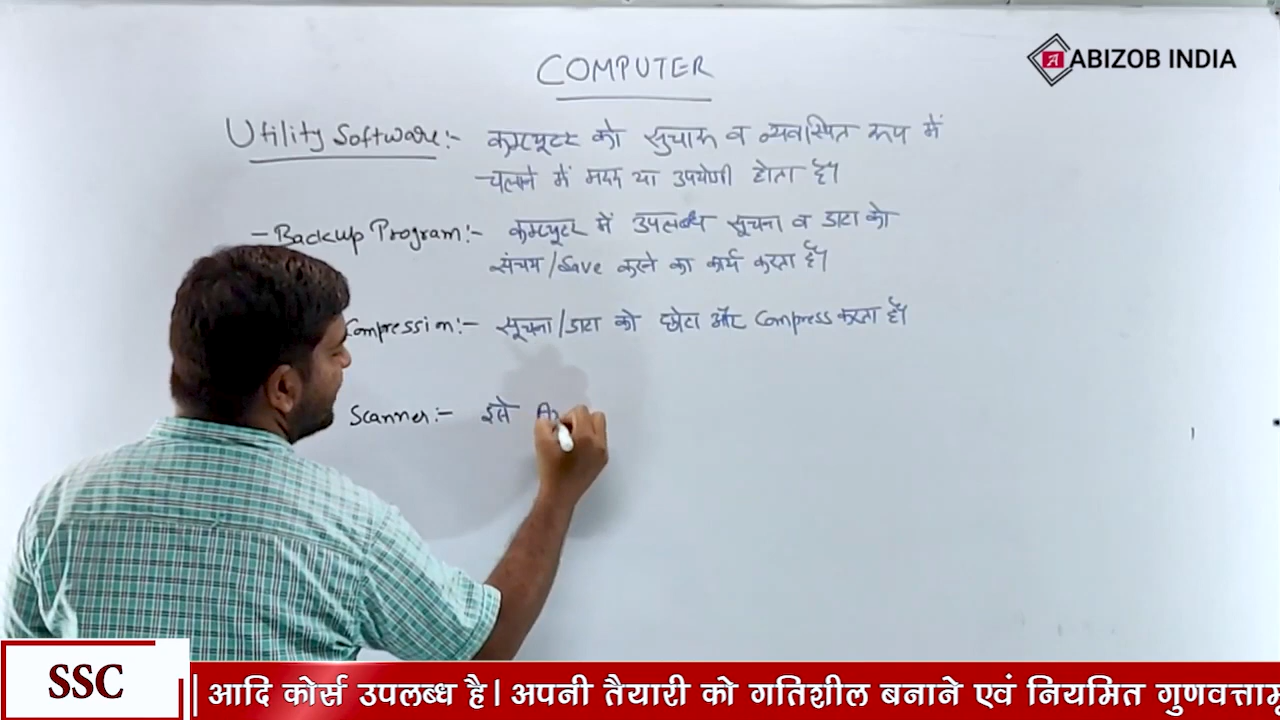 COMPUTER
ABIZOB INDIA
Utility Software:- कम्प्यूटर को सुचारू व व्यवस्थित रूप में
चलाने में मदद या उपयोगी होता है।
- Backup Program:- कम्प्यूटर में उपलब्ध सूचना व डाटा को
संचय/Save करने का कार्य करता है।
Compression:- सूचना/डाटा को छोटा और Compress करता है।
Scanner:- इसे
SSC
| आदि कोर्स उपलब्ध है। अपनी तैयारी को गतिशील बनाने एवं नियमित